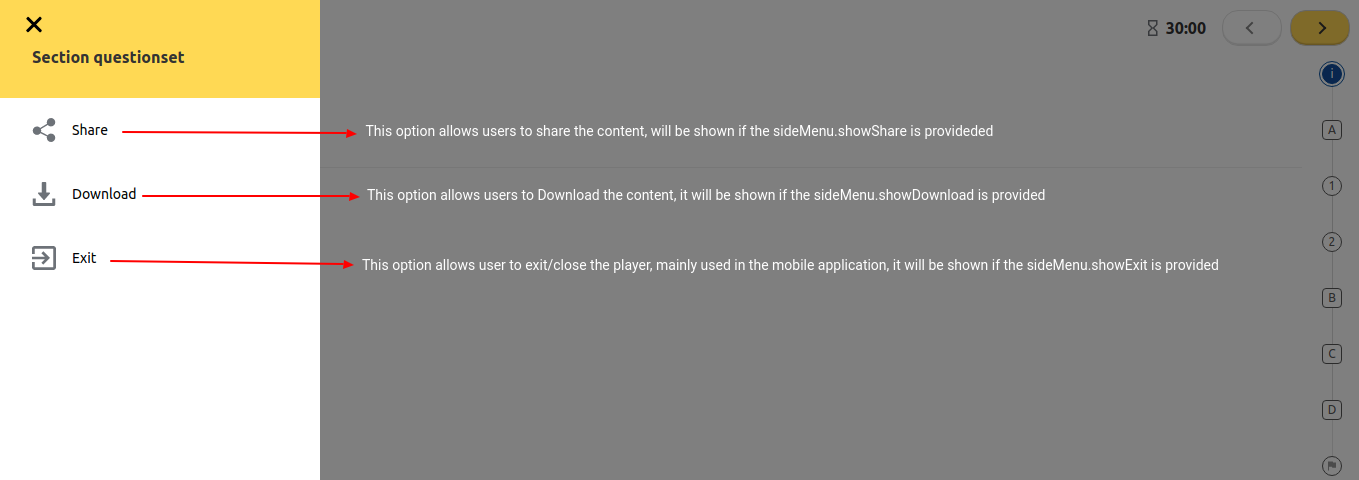 30:00
Section questionset
i
Share
This option allows users to share the content, will be shown if the sideMenu.showShare is provideded
A
Download
This option allows users to Download the content, it will be shown if the sideMenu.showDownload is provided
1
2
Exit
This option allows user to exit/close the player, mainly used in the mobile application, it will be shown if the sideMenu.showExit is provided
B
C
D